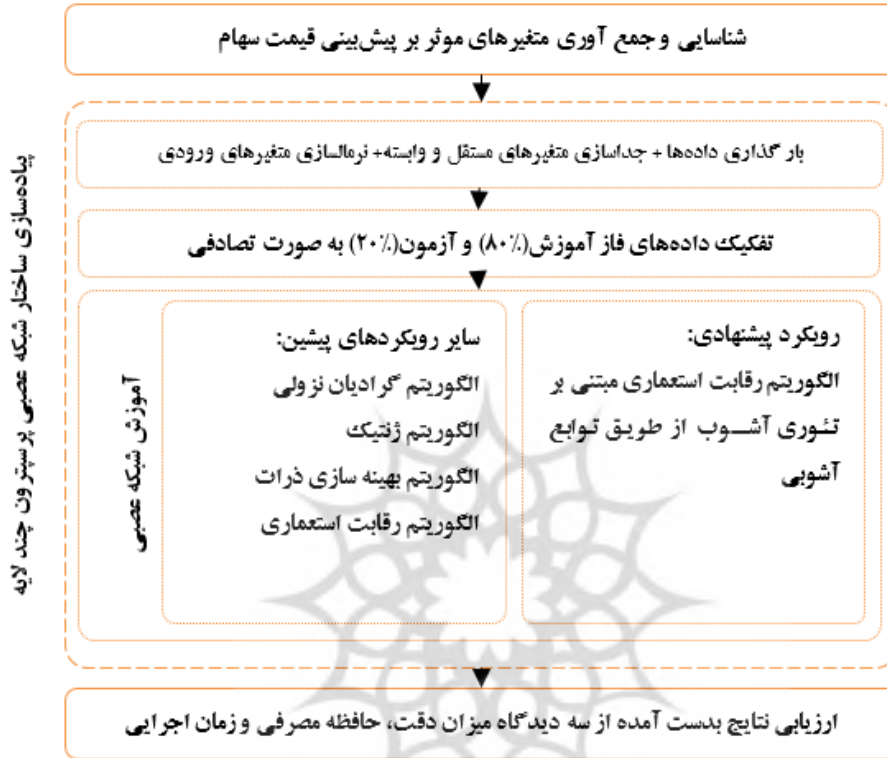 شناسایی و جمع آوری متغیرهای موثر بر پیش‌بینی قیمت سهام
پیاده‌سازی ساختار شبکه عصبی پرسپترون چند لایه
بار گذاری داده‌ها + جداسازی متغیرهای مستقل و وابسته+ نرمالسازی متغیرهای ورودی
تفکیک داده‌های فاز آموزش(۸۰٪) و آزمون(۲۰٪) به صورت تصادفی
رویکرد پیشنهادی:
الگوریتم رقابت استعماری مبتنی بر
تئوری آشوب از طریق توابع
آشوبی
سایر رویکردهای پیشین:
الگوریتم گرادیان نزولی
الگوریتم ژنتیک
الگوریتم بهینه سازی ذرات
الگوریتم رقابت استعماری
آموزش شبکه عصبی
ارزیابی نتایج بدست آمده از سه دیدگاه میزان دقت، حافظه مصرفی و زمان اجرایی